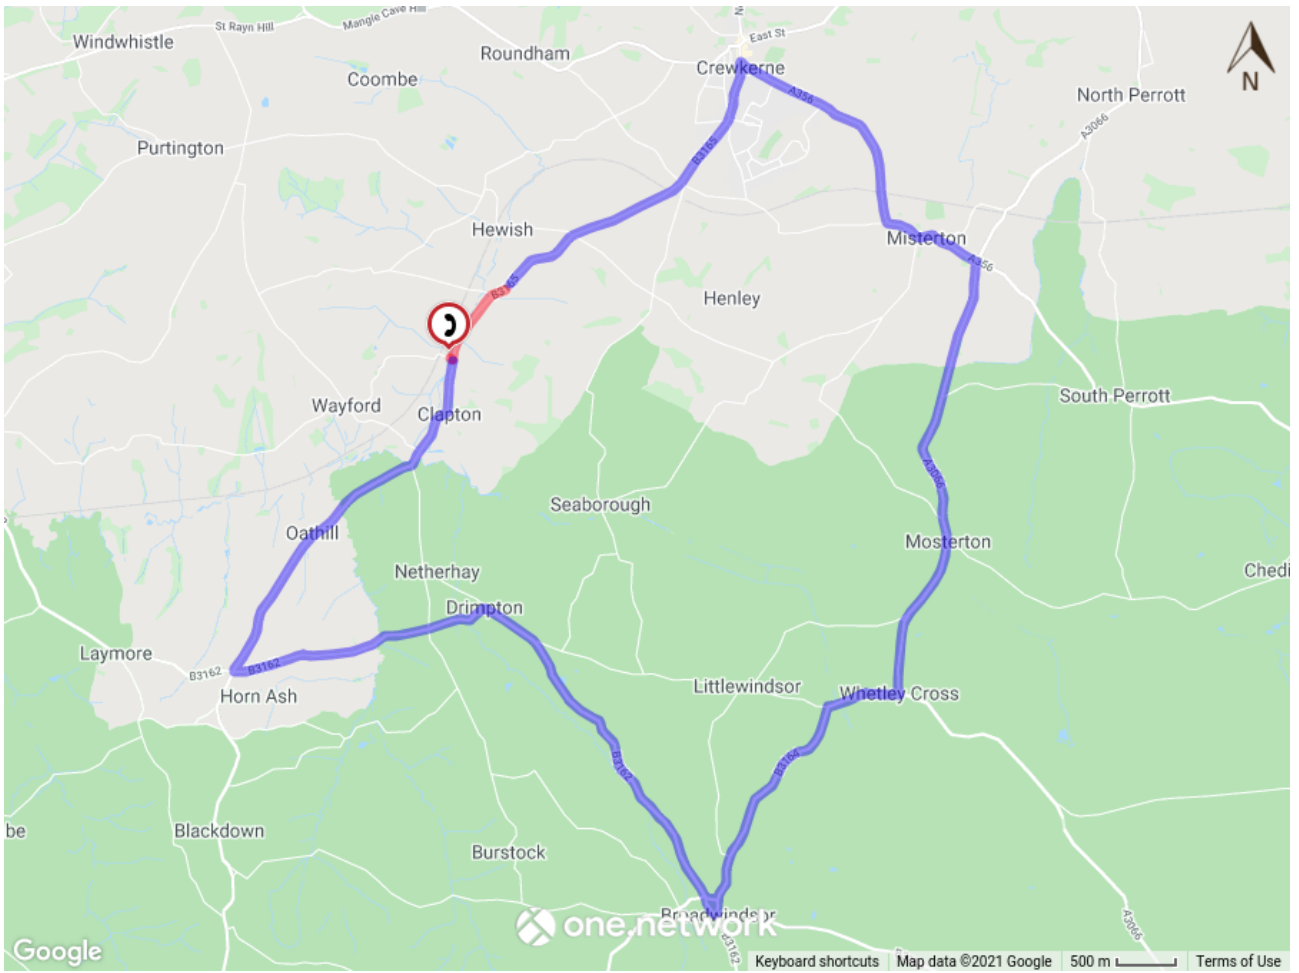 Mangle Cave Hill
St Rayn Hill
Windwhistle
East St
Roundham
Crewkerne
Coombe
A356
North Perrott
A3066
Purtington
B3165
Hewish
Misterton
A356
B3165
Henley
South Perrott
Wayford
Clapton
A3066
Seaborough
Oathill
Mosterton
Netherhay
Chedi
Drimpton
Laymore
B3162
B3162
Horn Ash
Littlewindsor
Whetley Cross
B3162
B3164
be
Blackdown
Burstock
Broadwindsor
one.network
A3066
B3162
N
Google
Keyboard shortcuts
Map data ©2021 Google
500 m
Terms of Use